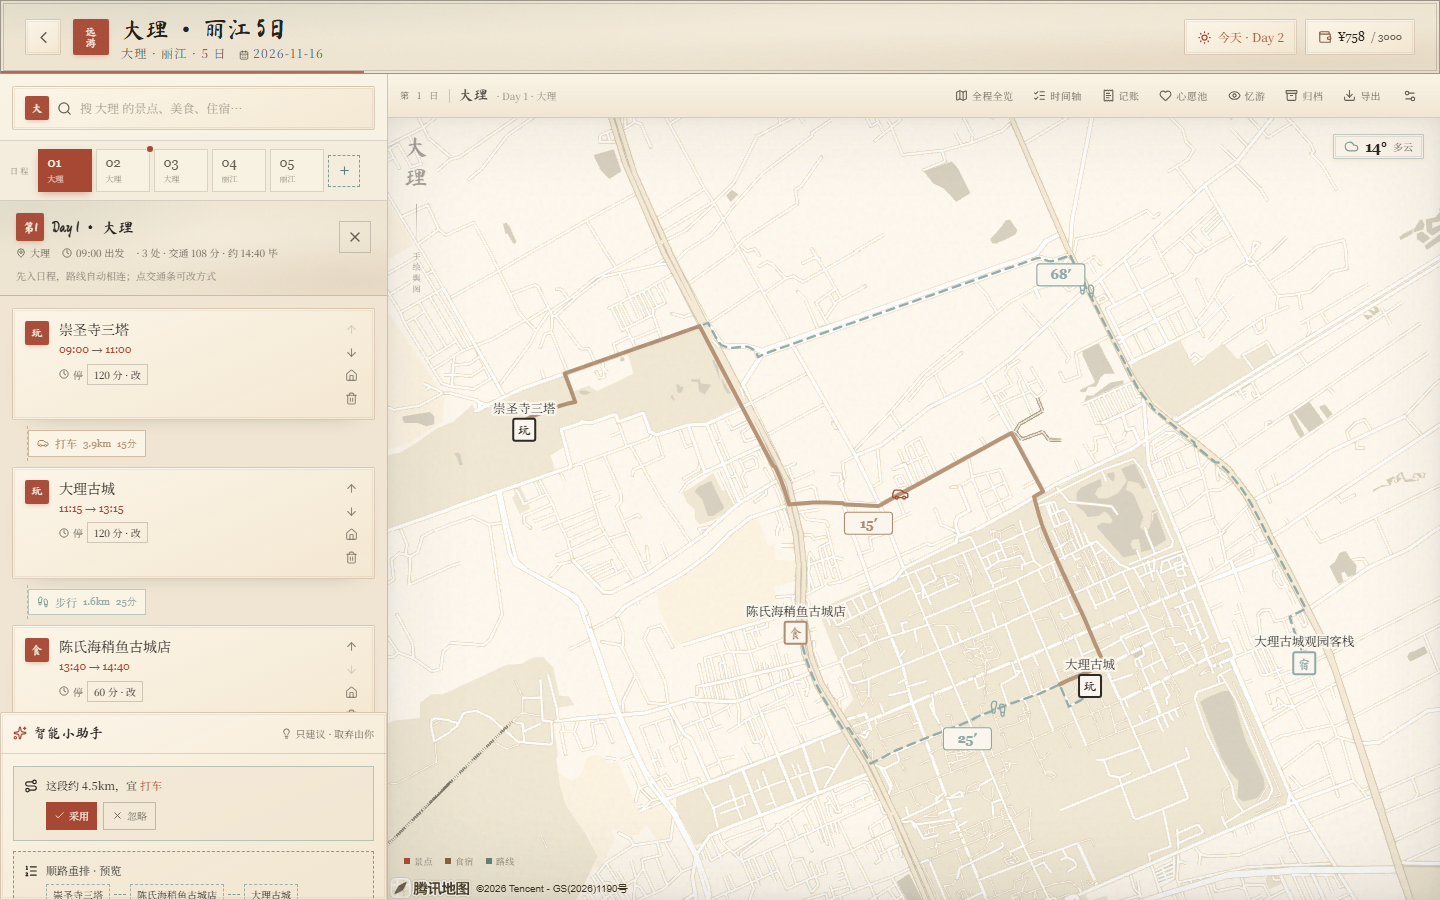 远游
大理 • 丽江5日
大理 · 丽江 · 5 日 2026-11-16
今天 · Day 2
¥758 / 3000
大
搜 大理 的景点、美食、住宿…
日程
01 大理
02 大理
03 大理
04 丽江
05 丽江
+
第1 Day1 • 大理
大理 09:00 出发 · 3 处 · 交通 108 分 · 约 14:40 毕
先入日程，路线自动相连；点交通条可改方式
玩 崇圣寺三塔
09:00 → 11:00
停 120 分 · 改
打车 3.9km 15分
玩 大理古城
11:15 → 13:15
停 120 分 · 改
步行 1.6km 25分
食 陈氏海稍鱼古城店
13:40 → 14:40
停 60 分 · 改
智能小助手
只建议 · 取弃由你
这段约 4.5km，宜 打车
采用 忽略
顺路重排 · 预览
崇圣寺三塔 陈氏海稍鱼古城店 大理古城
第 1 日 大理 · Day 1 · 大理
全程全览 时间轴 记账 心愿池 忆游 归档 导出
大理
手绘舆图
14° 多云
68′
崇圣寺三塔
玩
15′
陈氏海稍鱼古城店
食
大理古城观园客栈
宿
大理古城
玩
25′
景点 食宿 路线
腾讯地图 ©2026 Tencent - GS(2026)1190号